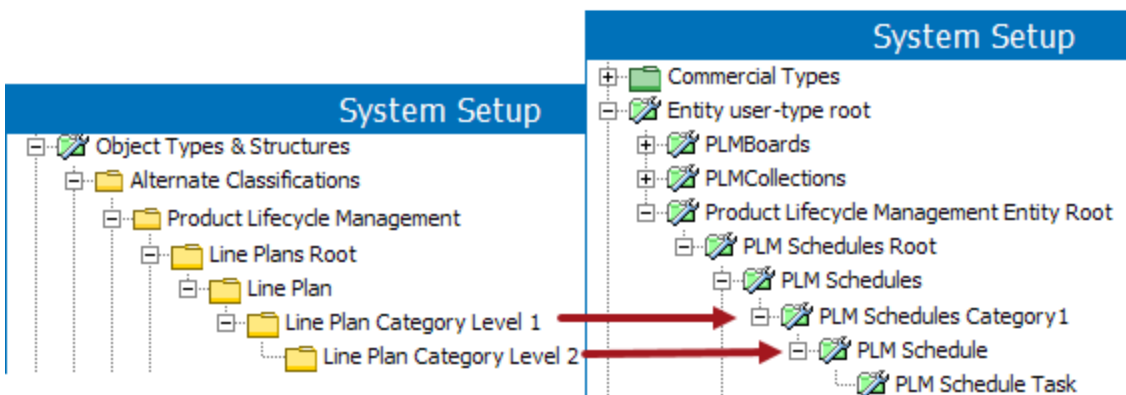 System Setup
Object Types & Structures
Alternate Classifications
Product Lifecycle Management
Line Plans Root
Line Plan
Line Plan Category Level 1
Line Plan Category Level 2
System Setup
Commercial Types
Entity user-type root
PLMBoards
PLMCollections
Product Lifecycle Management Entity Root
PLM Schedules Root
PLM Schedules
PLM Schedules Category1
PLM Schedule
PLM Schedule Task